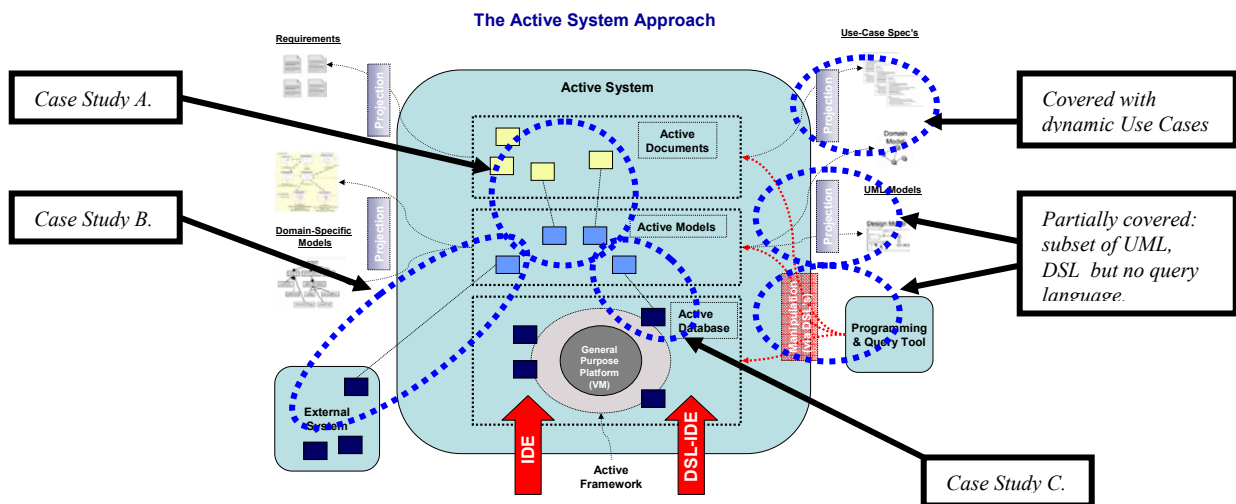 The Active System Approach
Requirements
Use-Case Spec's
Projection
Projection
Active System
Case Study A.
Covered with
dynamic Use Cases
Active
Documents
Domain
Model
UML Models
Case Study B.
Projection
Projection
Active Models
Domain-Specific
Models
Partially covered:
subset of UML,
DSL but no query
language.
Active
Database
Manipulation
Programming
& Query Tool
General
Purpose
Platform
(VM)
External
System
IDE
DSL-IDE
Active
Framework
Case Study C.